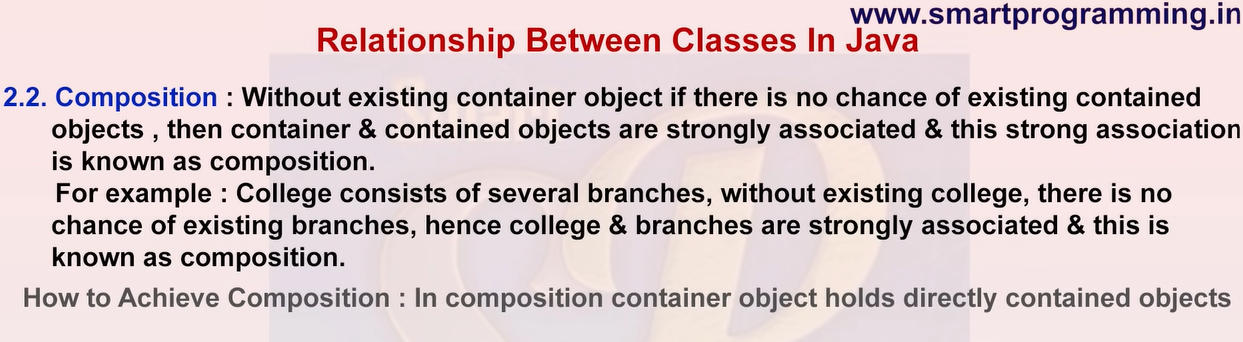 www.smartprogramming.in
Relationship Between Classes In Java
2.2. Composition : Without existing container object if there is no chance of existing contained
objects , then container & contained objects are strongly associated & this strong association
is known as composition.
For example : College consists of several branches, without existing college, there is no
chance of existing branches, hence college & branches are strongly associated & this is
known as composition.
How to Achieve Composition : In composition container object holds directly contained objects